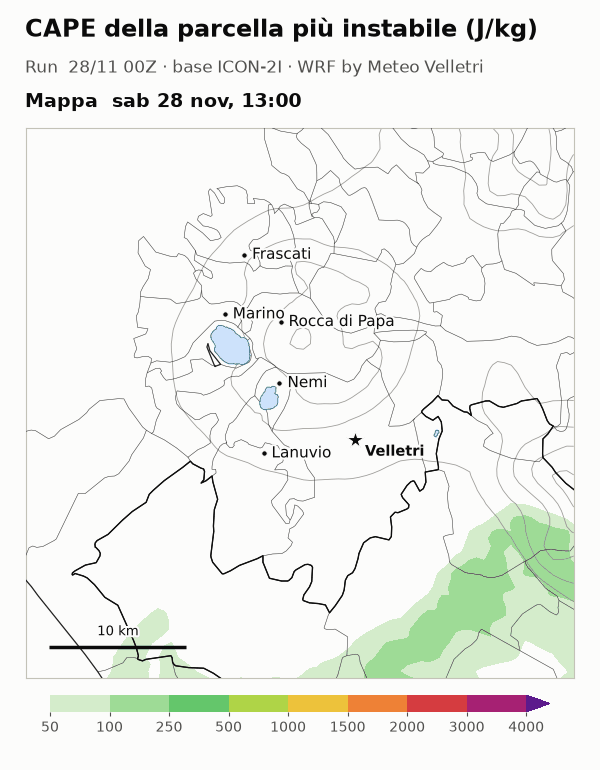 CAPE della parcella più instabile (J/kg)
Run  28/11 00Z · base ICON-2I · WRF by Meteo Velletri
Mappa  sab 28 nov, 13:00
Frascati
Marino
Rocca di Papa
Nemi
Velletri
Lanuvio
10 km
50 100 250 500 1000 1500 2000 3000 4000